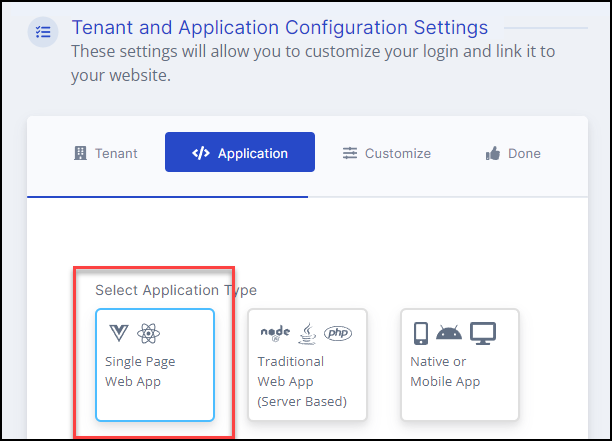 Tenant and Application Configuration Settings
These settings will allow you to customize your login and link it to
your website.
Tenant
Application
Customize
Done
Select Application Type
node
php
Single Page
Web App
Traditional
Web App
(Server Based)
Native or
Mobile App